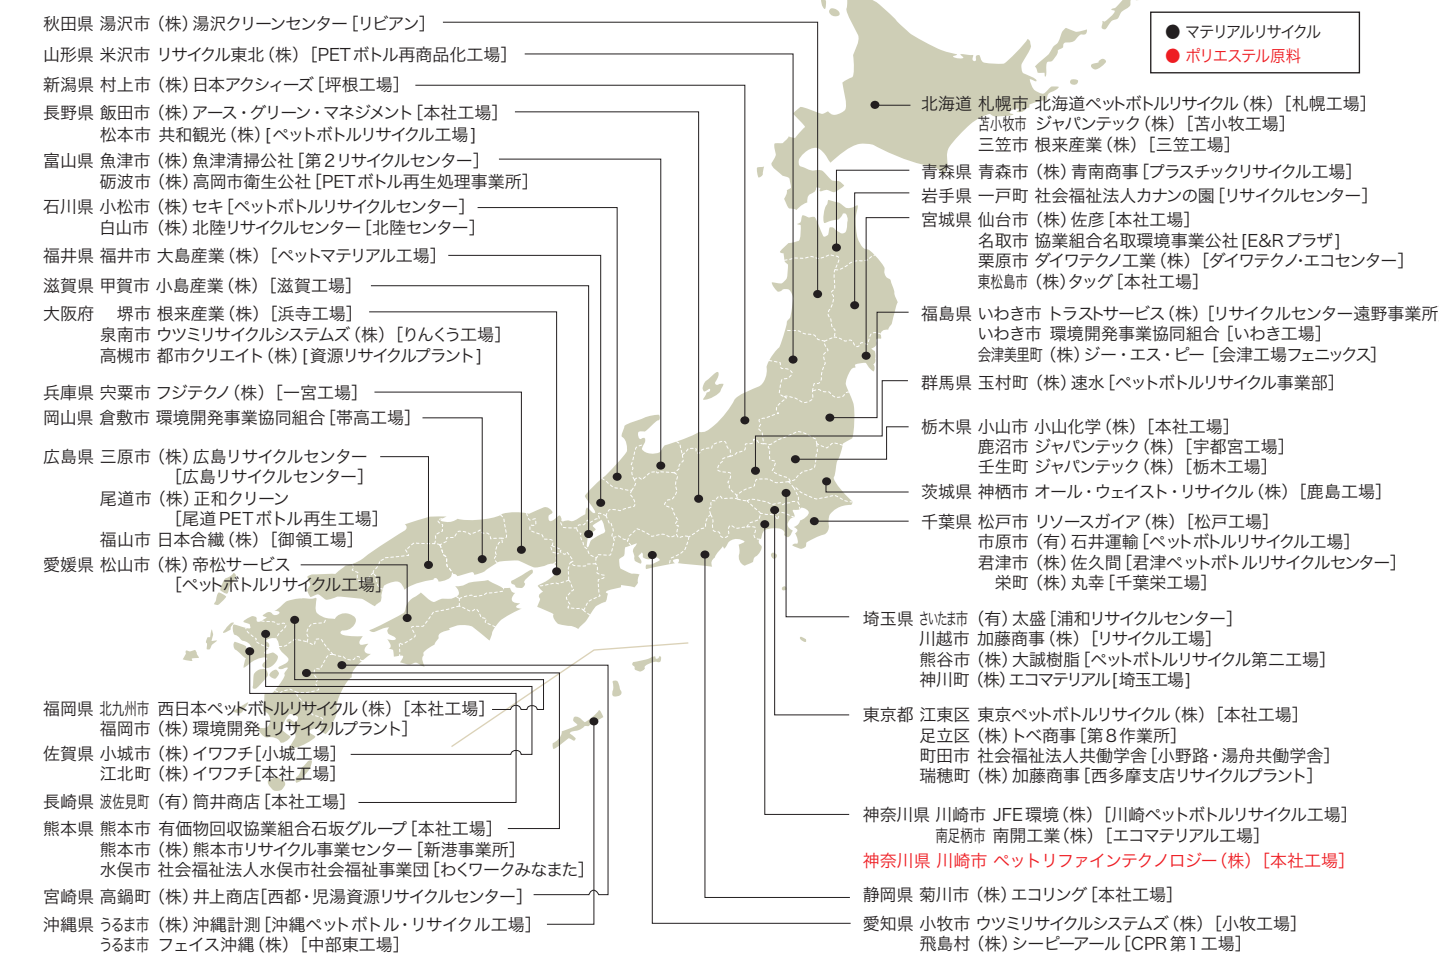 秋田県 湯沢市 (株)湯沢クリーンセンター[リビアン]
山形県 米沢市 リサイクル東北(株) [PETボトル再商品化工場]
新潟県 村上市 (株)日本アクシィーズ[坪根工場]
長野県 飯田市 (株)アース・グリーン・マネジメント[本社工場]
松本市 共和観光(株)[ペットボトルリサイクル工場]
富山県 魚津市 (株)魚津清掃公社[第2リサイクルセンター]
砺波市 (株)高岡市衛生公社[PETボトル再生処理事業所]
石川県 小松市 (株)セキ[ペットボトルリサイクルセンター]
白山市 (株)北陸リサイクルセンター[北陸センター]
福井県 福井市 大島産業(株) [ペットマテリアル工場]
滋賀県 甲賀市 小島産業(株) [滋賀工場]
大阪府 堺市 根来産業(株) [浜寺工場]
泉南市 ウツミリサイクルシステムズ(株) [りんくう工場]
高槻市 都市クリエイト(株)[資源リサイクルプラント]
兵庫県 宍粟市 フジテクノ(株) [一宮工場]
岡山県 倉敷市 環境開発事業協同組合[帯高工場]
広島県 三原市 (株)広島リサイクルセンター
[広島リサイクルセンター]
尾道市 (株)正和クリーン
[尾道PETボトル再生工場]
福山市 日本合繊(株) [御領工場]
愛媛県 松山市 (株)帝松サービス
[ペットボトルリサイクル工場]
福岡県 北九州市 西日本ペットボトルリサイクル(株) [本社工場]
福岡市 (株)環境開発[リサイクルプラント]
佐賀県 小城市 (株)イワフチ[小城工場]
江北町 (株)イワフチ[本社工場]
長崎県 波佐見町 (有)筒井商店[本社工場]
熊本県 熊本市 有価物回収協業組合石坂グループ[本社工場]
熊本市 (株)熊本市リサイクル事業センター[新港事業所]
水俣市 社会福祉法人水俣市社会福祉事業団[わくワークみなまた]
宮崎県 高鍋町 (株)井上商店[西都・児湯資源リサイクルセンター]
沖縄県 うるま市 (株)沖縄計測[沖縄ペットボトル・リサイクル工場]
うるま市 フェイス沖縄(株) [中部東工場]
● マテリアルリサイクル
● ポリエステル原料
北海道 札幌市 北海道ペットボトルリサイクル(株) [札幌工場]
苫小牧市 ジャパンテック(株) [苫小牧工場]
三笠市 根来産業(株) [三笠工場]
青森県 青森市 (株)青南商事[プラスチックリサイクル工場]
岩手県 一戸町 社会福祉法人カナンの園[リサイクルセンター]
宮城県 仙台市 (株)佐彦[本社工場]
名取市 協業組合名取環境事業公社[E&Rプラザ]
栗原市 ダイワテクノ工業(株) [ダイワテクノ・エコセンター]
東松島市 (株)タッグ[本社工場]
福島県 いわき市 トラストサービス(株) [リサイクルセンター遠野事業所
いわき市 環境開発事業協同組合[いわき工場]
会津美里町 (株)ジー・エス・ピー[会津工場フェニックス]
群馬県 玉村町 (株)速水[ペットボトルリサイクル事業部]
栃木県 小山市 小山化学(株) [本社工場]
鹿沼市 ジャパンテック(株) [宇都宮工場]
壬生町 ジャパンテック(株) [栃木工場]
茨城県 神栖市 オール・ウェイスト・リサイクル(株) [鹿島工場]
千葉県 松戸市 リソースガイア(株) [松戸工場]
市原市 (有)石井運輸[ペットボトルリサイクル工場]
君津市 (株)佐久間[君津ペットボトルリサイクルセンター]
栄町 (株)丸幸[千葉栄工場]
埼玉県 さいたま市 (有)太盛[浦和リサイクルセンター]
川越市 加藤商事(株) [リサイクル工場]
熊谷市 (株)大誠樹脂[ペットボトルリサイクル第二工場]
神川町 (株)エコマテリアル[埼玉工場]
東京都 江東区 東京ペットボトルリサイクル(株) [本社工場]
足立区 (株)トベ商事[第8作業所]
町田市 社会福祉法人共働学舎[小野路・湯舟共働学舎]
瑞穂町 (株)加藤商事[西多摩支店リサイクルプラント]
神奈川県 川崎市 JFE環境(株) [川崎ペットボトルリサイクル工場]
南足柄市 南開工業(株) [エコマテリアル工場]
神奈川県 川崎市 ペットリファインテクノロジー(株) [本社工場]
静岡県 菊川市 (株)エコリング[本社工場]
愛知県 小牧市 ウツミリサイクルシステムズ(株) [小牧工場]
飛島村 (株)シーピーアール[CPR第1工場]